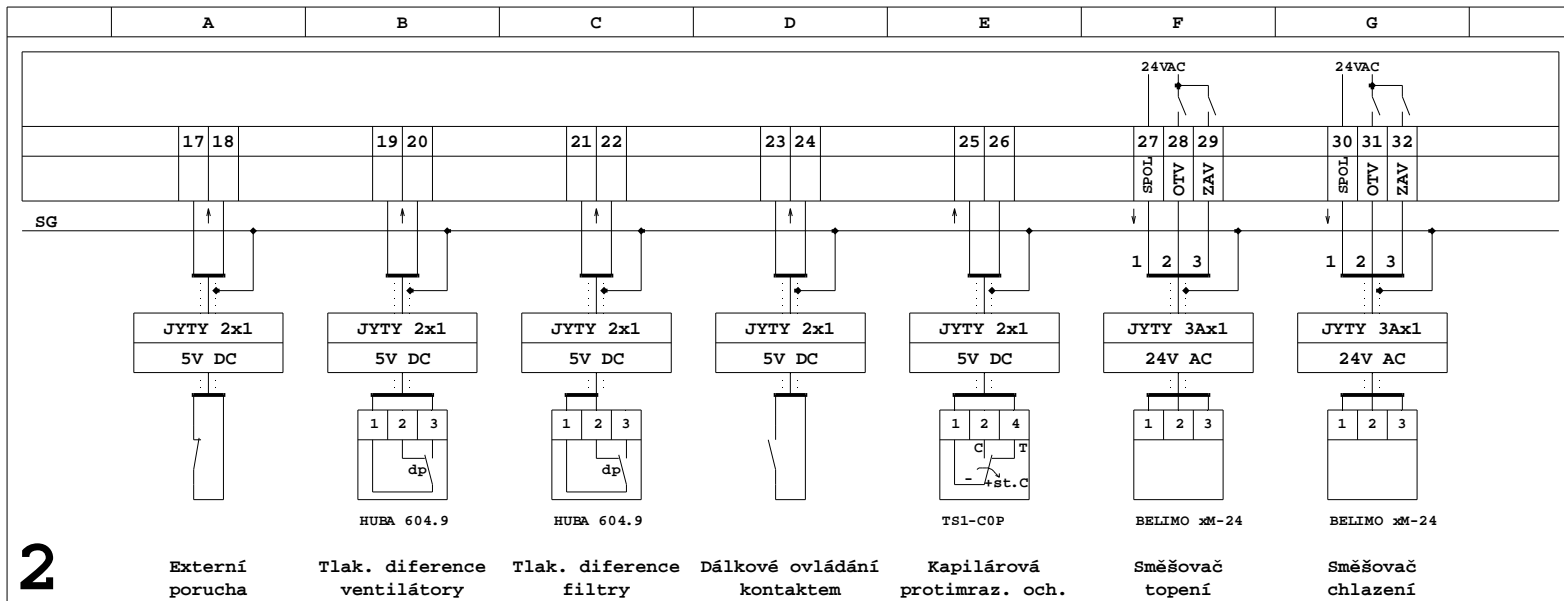 A B C D E F G
24VAC 24VAC
17 18 19 20 21 22 23 24 25 26 27 28 29 30 31 32
SPOL OTV ZAV SPOL OTV ZAV
SG
1 2 3 1 2 3
JYTY 2x1 JYTY 2x1 JYTY 2x1 JYTY 2x1 JYTY 2x1 JYTY 3Ax1 JYTY 3Ax1
5V DC 5V DC 5V DC 5V DC 5V DC 24V AC 24V AC
1 2 3 1 2 3 1 2 4 1 2 3 1 2 3
C T
dp dp - +st.C
HUBA 604.9 HUBA 604.9 TS1-C0P BELIMO xM-24 BELIMO xM-24
2
Externí Tlak. diference Tlak. diference Dálkové ovládání Kapilárová Směšovač Směšovač
porucha ventilátory filtry kontaktem protimraz. och. topení chlazení